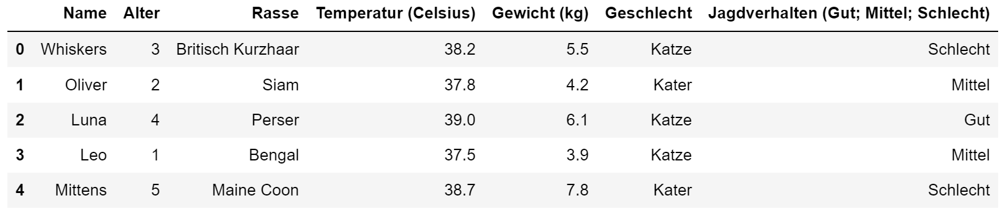 Name Alter Rasse Temperatur (Celsius) Gewicht (kg) Geschlecht Jagdverhalten (Gut; Mittel; Schlecht)
0 Whiskers 3 Britisch Kurzhaar 38.2 5.5 Katze Schlecht
1 Oliver 2 Siam 37.8 4.2 Kater Mittel
2 Luna 4 Perser 39.0 6.1 Katze Gut
3 Leo 1 Bengal 37.5 3.9 Katze Mittel
4 Mittens 5 Maine Coon 38.7 7.8 Kater Schlecht